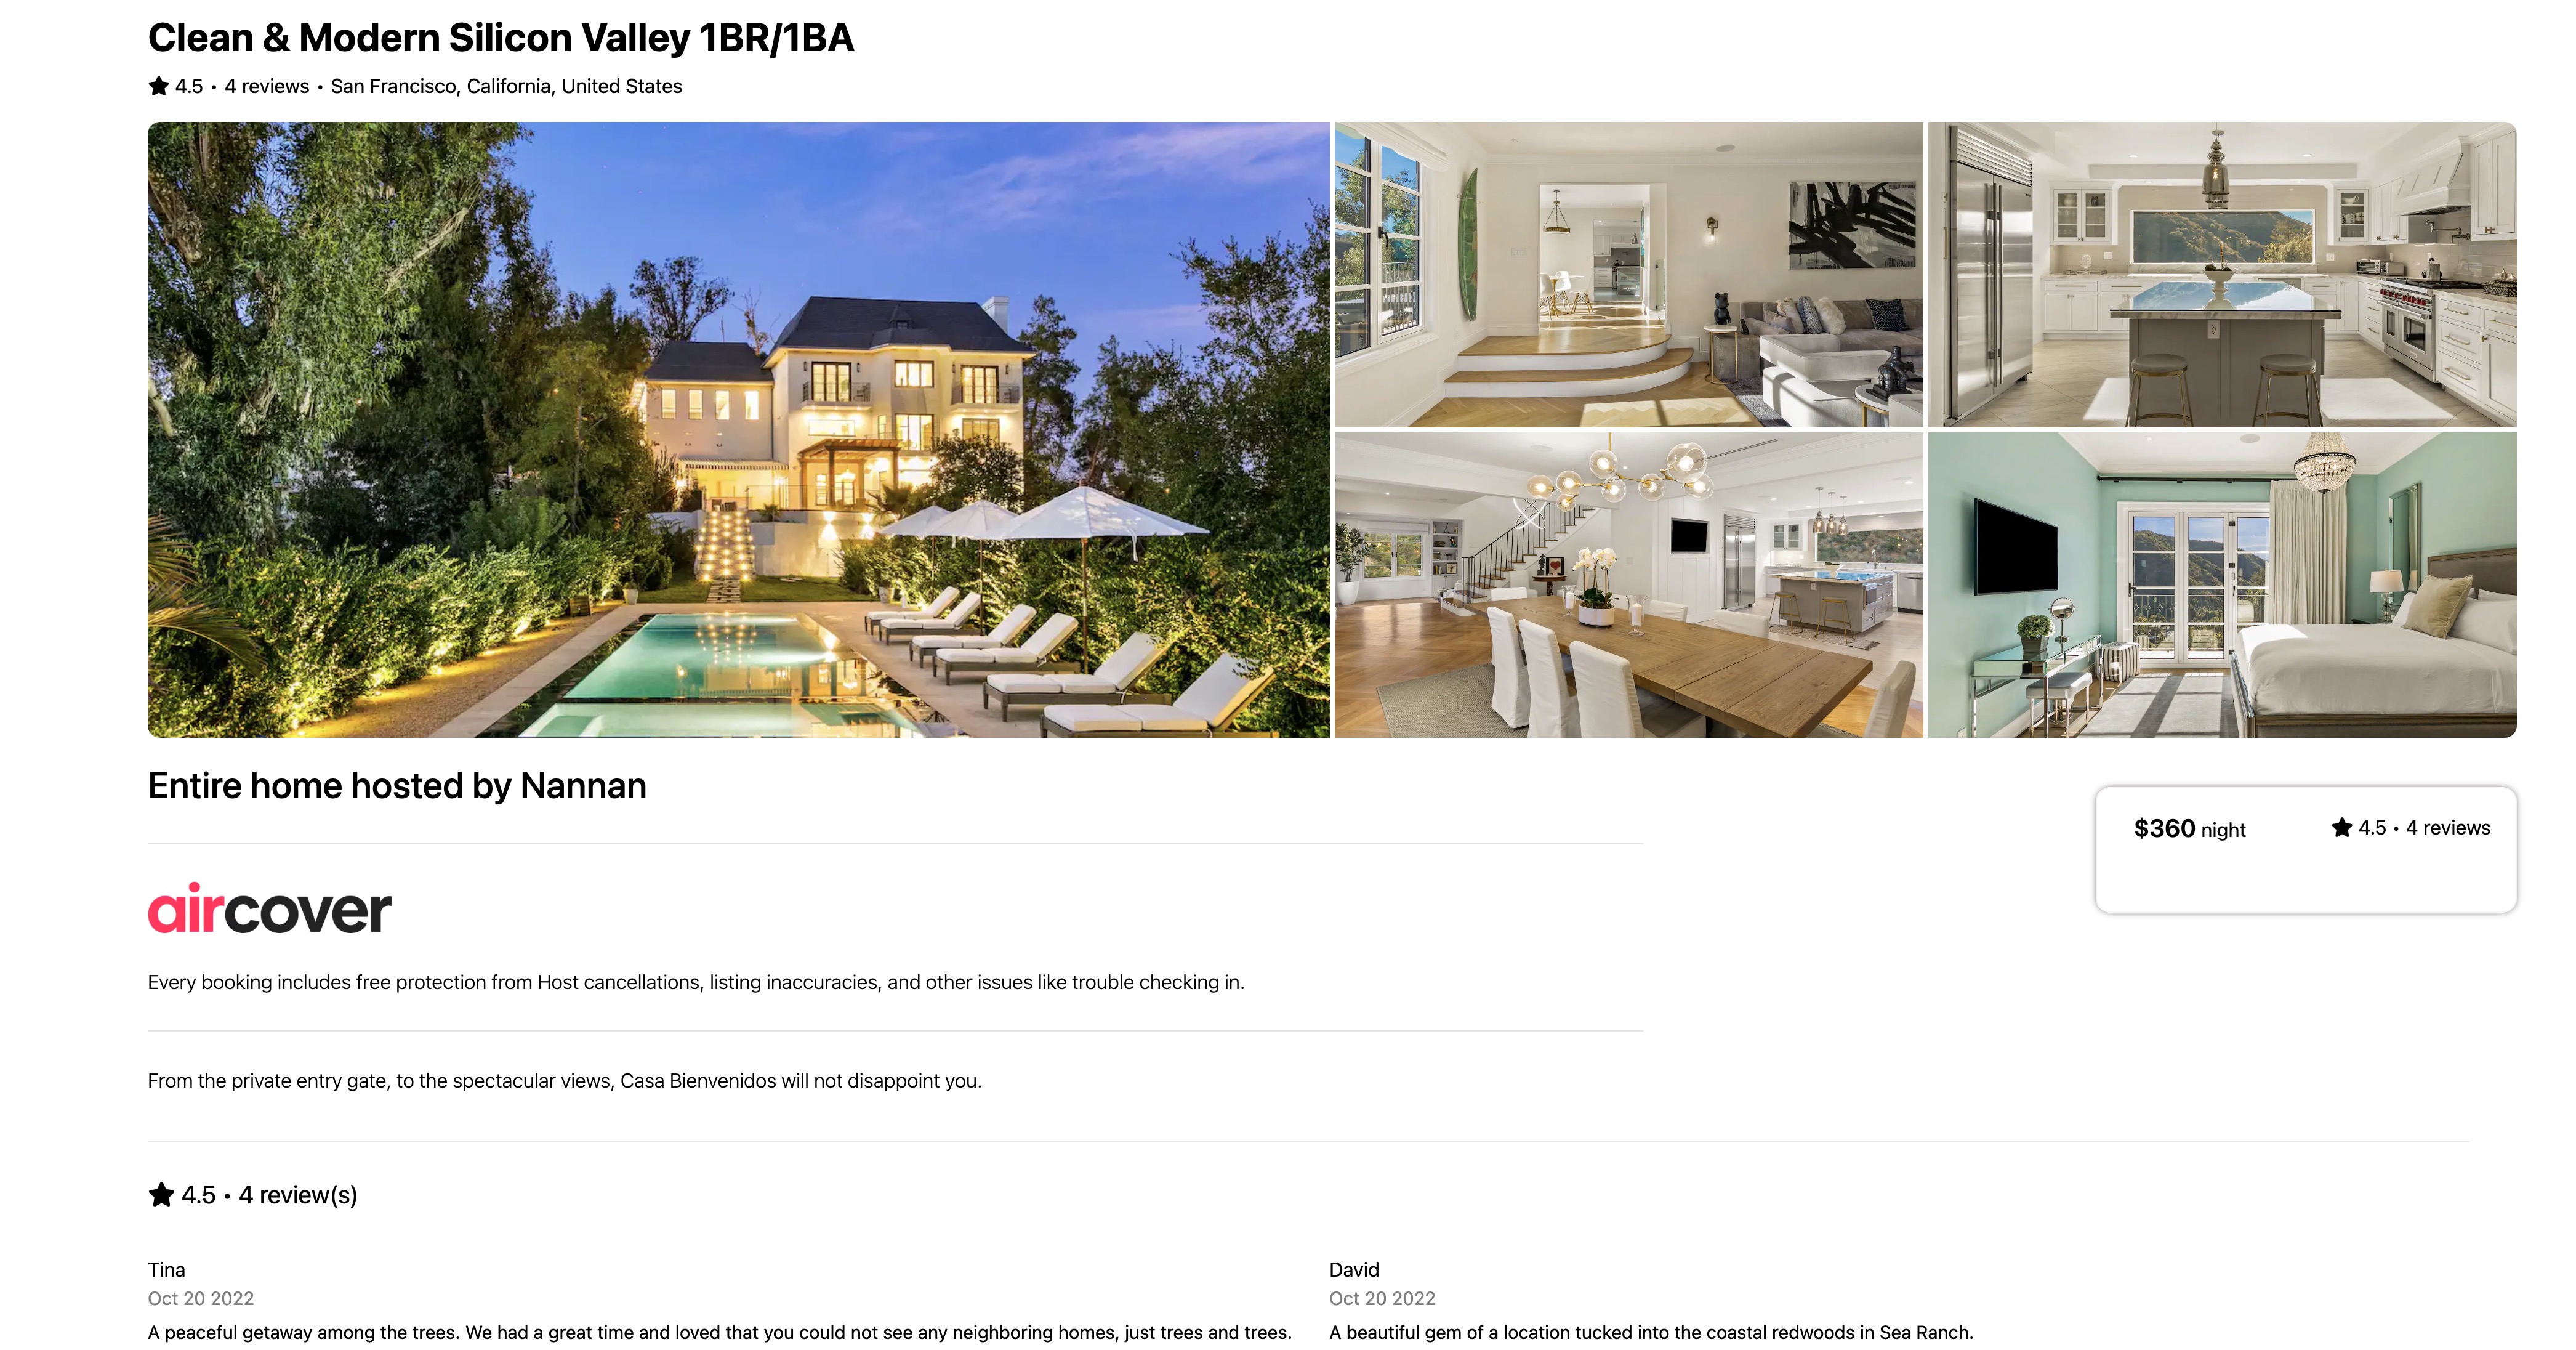 Clean & Modern Silicon Valley 1BR/1BA
★ 4.5 • 4 reviews • San Francisco, California, United States
Entire home hosted by Nannan
$360 night ★ 4.5 • 4 reviews
aircover
Every booking includes free protection from Host cancellations, listing inaccuracies, and other issues like trouble checking in.
From the private entry gate, to the spectacular views, Casa Bienvenidos will not disappoint you.
★ 4.5 • 4 review(s)
Tina
Oct 20 2022
A peaceful getaway among the trees. We had a great time and loved that you could not see any neighboring homes, just trees and trees.
David
Oct 20 2022
A beautiful gem of a location tucked into the coastal redwoods in Sea Ranch.